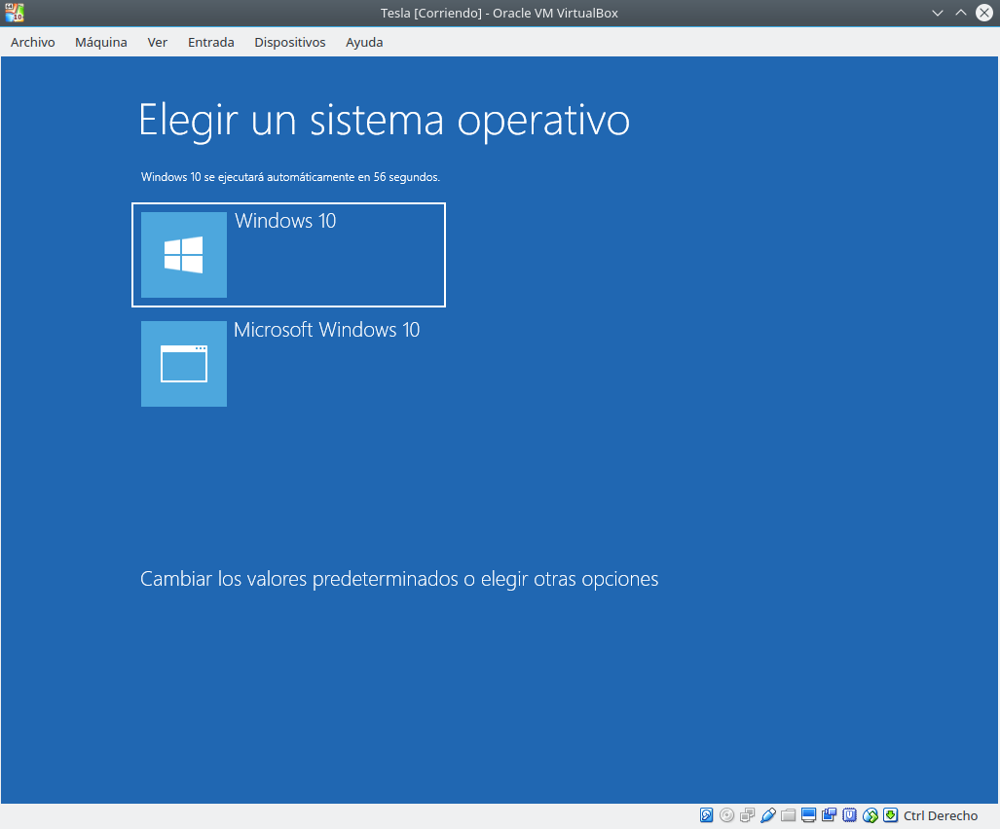 Tesla [Corriendo] - Oracle VM VirtualBox
Archivo Máquina Ver Entrada Dispositivos Ayuda
Elegir un sistema operativo
Windows 10 se ejecutará automáticamente en 56 segundos.
Windows 10
Microsoft Windows 10
Cambiar los valores predeterminados o elegir otras opciones
Ctrl Derecho